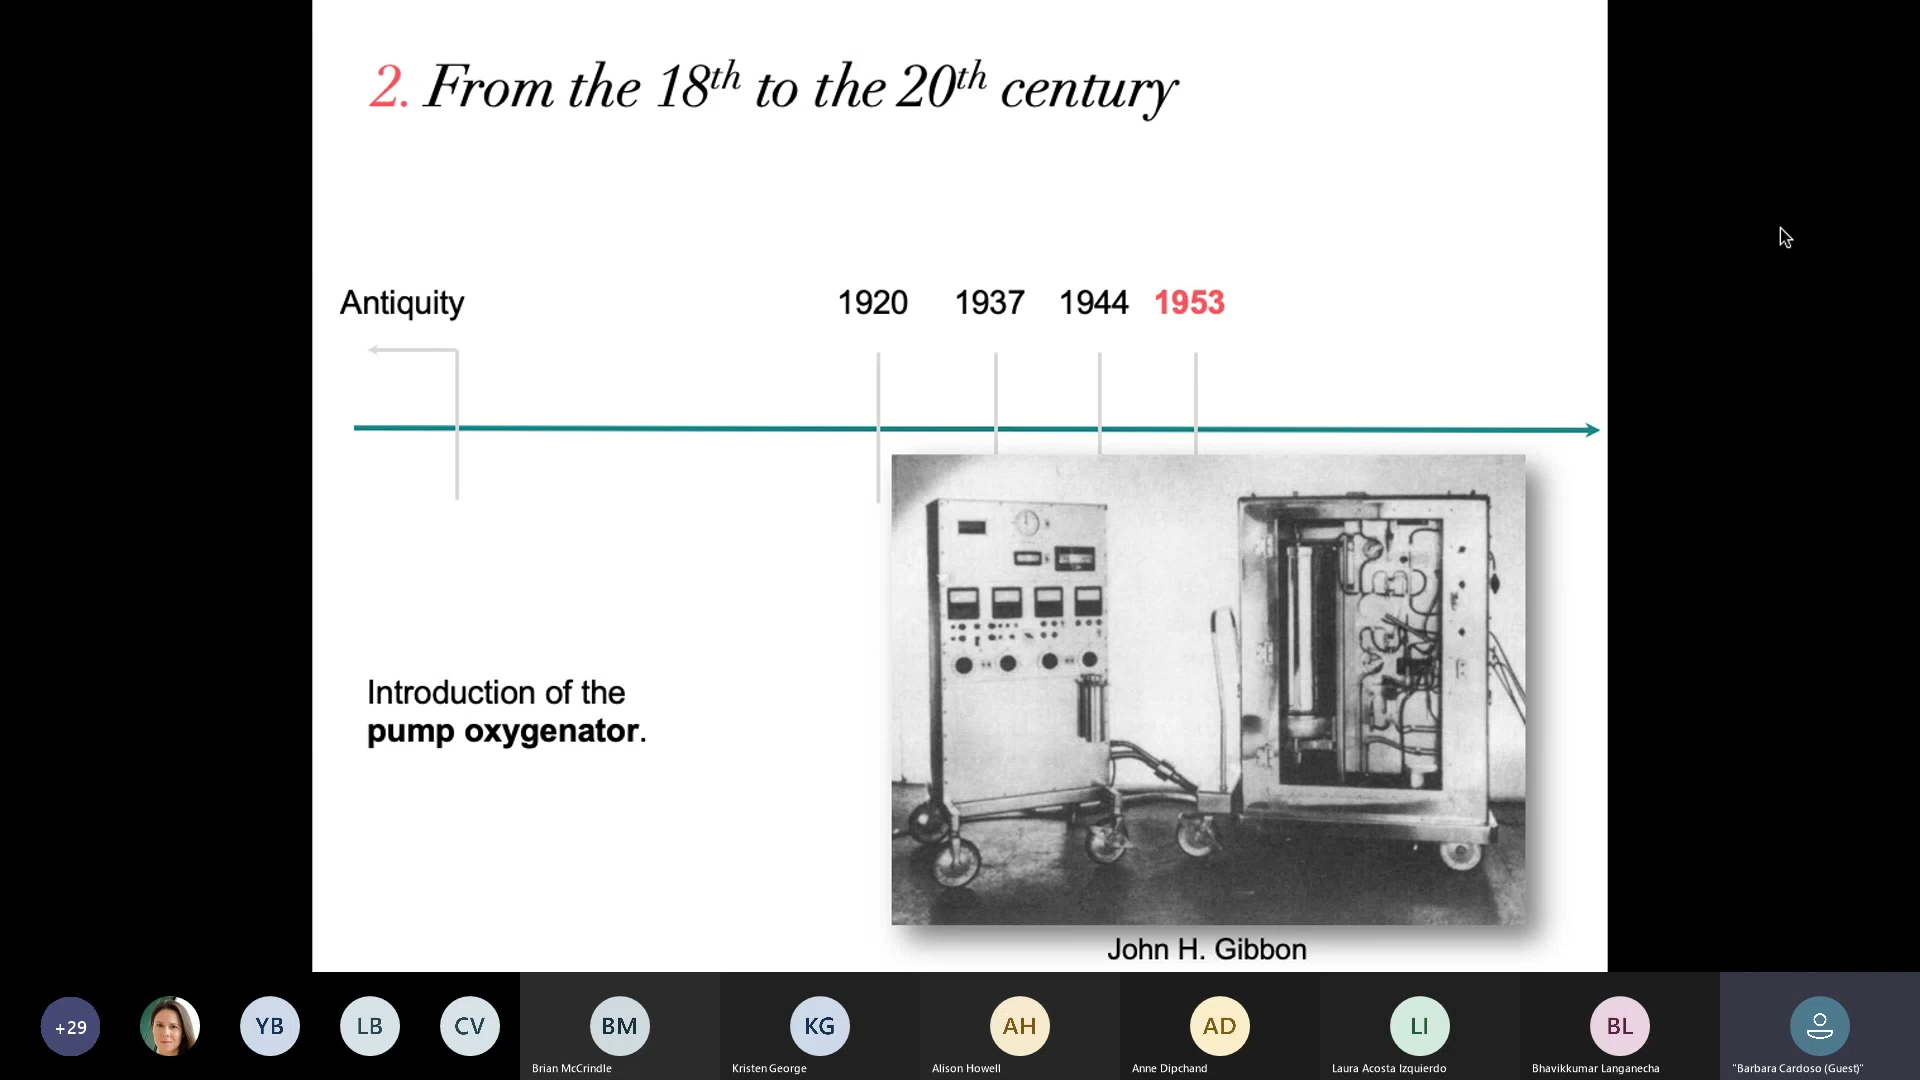 2. From the 18th to the 20th century
Antiquity
1920 1937 1944 1953
Introduction of the
pump oxygenator.
John H. Gibbon
+29 YB LB CV BM KG AH AD LI BL
Brian McCrindle Kristen George Alison Howell Anne Dipchand Laura Acosta Izquierdo Bhavikkumar Langanecha "Barbara Cardoso (Guest)"